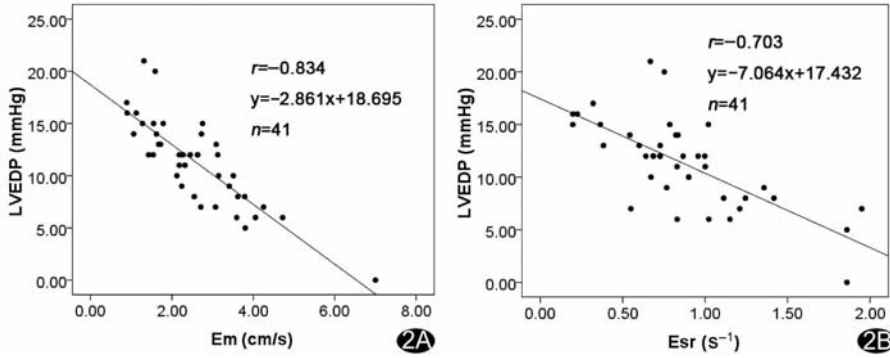 25.00
r=−0.834
20.00
y=−2.861x+18.695
n=41
15.00
10.00
5.00
0.00
LVEDP (mmHg)
0.00 2.00 4.00 6.00 8.00
Em (cm/s)
2A
25.00
r=−0.703
20.00
y=−7.064x+17.432
n=41
15.00
10.00
5.00
0.00
LVEDP (mmHg)
0.00 0.50 1.00 1.50 2.00
Esr (S⁻¹)
2B